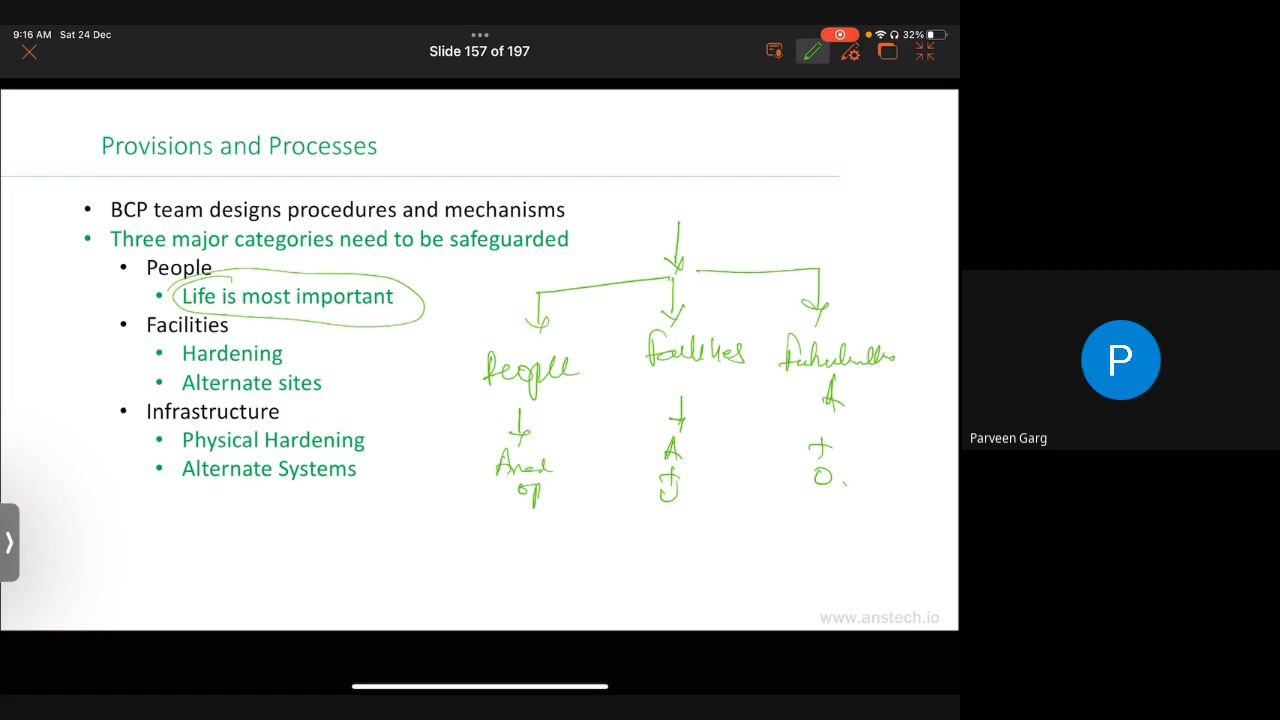 9:16 AM Sat 24 Dec
32%
Slide 157 of 197
Provisions and Processes
• BCP team designs procedures and mechanisms
• Three major categories need to be safeguarded
• People
• Life is most important
• Facilities
• Hardening
• Alternate sites
• Infrastructure
• Physical Hardening
• Alternate Systems
People
Facilities
A
A
O
www.anstech.io
P
Parveen Garg